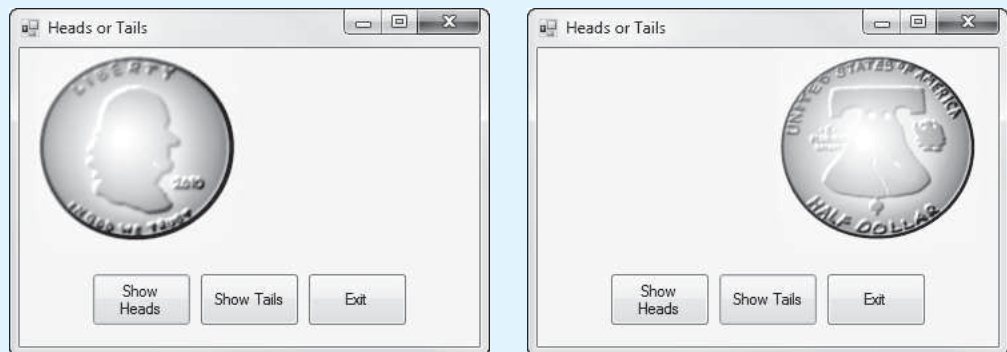 Heads or Tails
LIBERTY
2010
IN GOD WE TRUST
Show
Heads
Show Tails
Exit
Heads or Tails
UNITED STATES OF AMERICA
HALF DOLLAR
Show
Heads
Show Tails
Exit